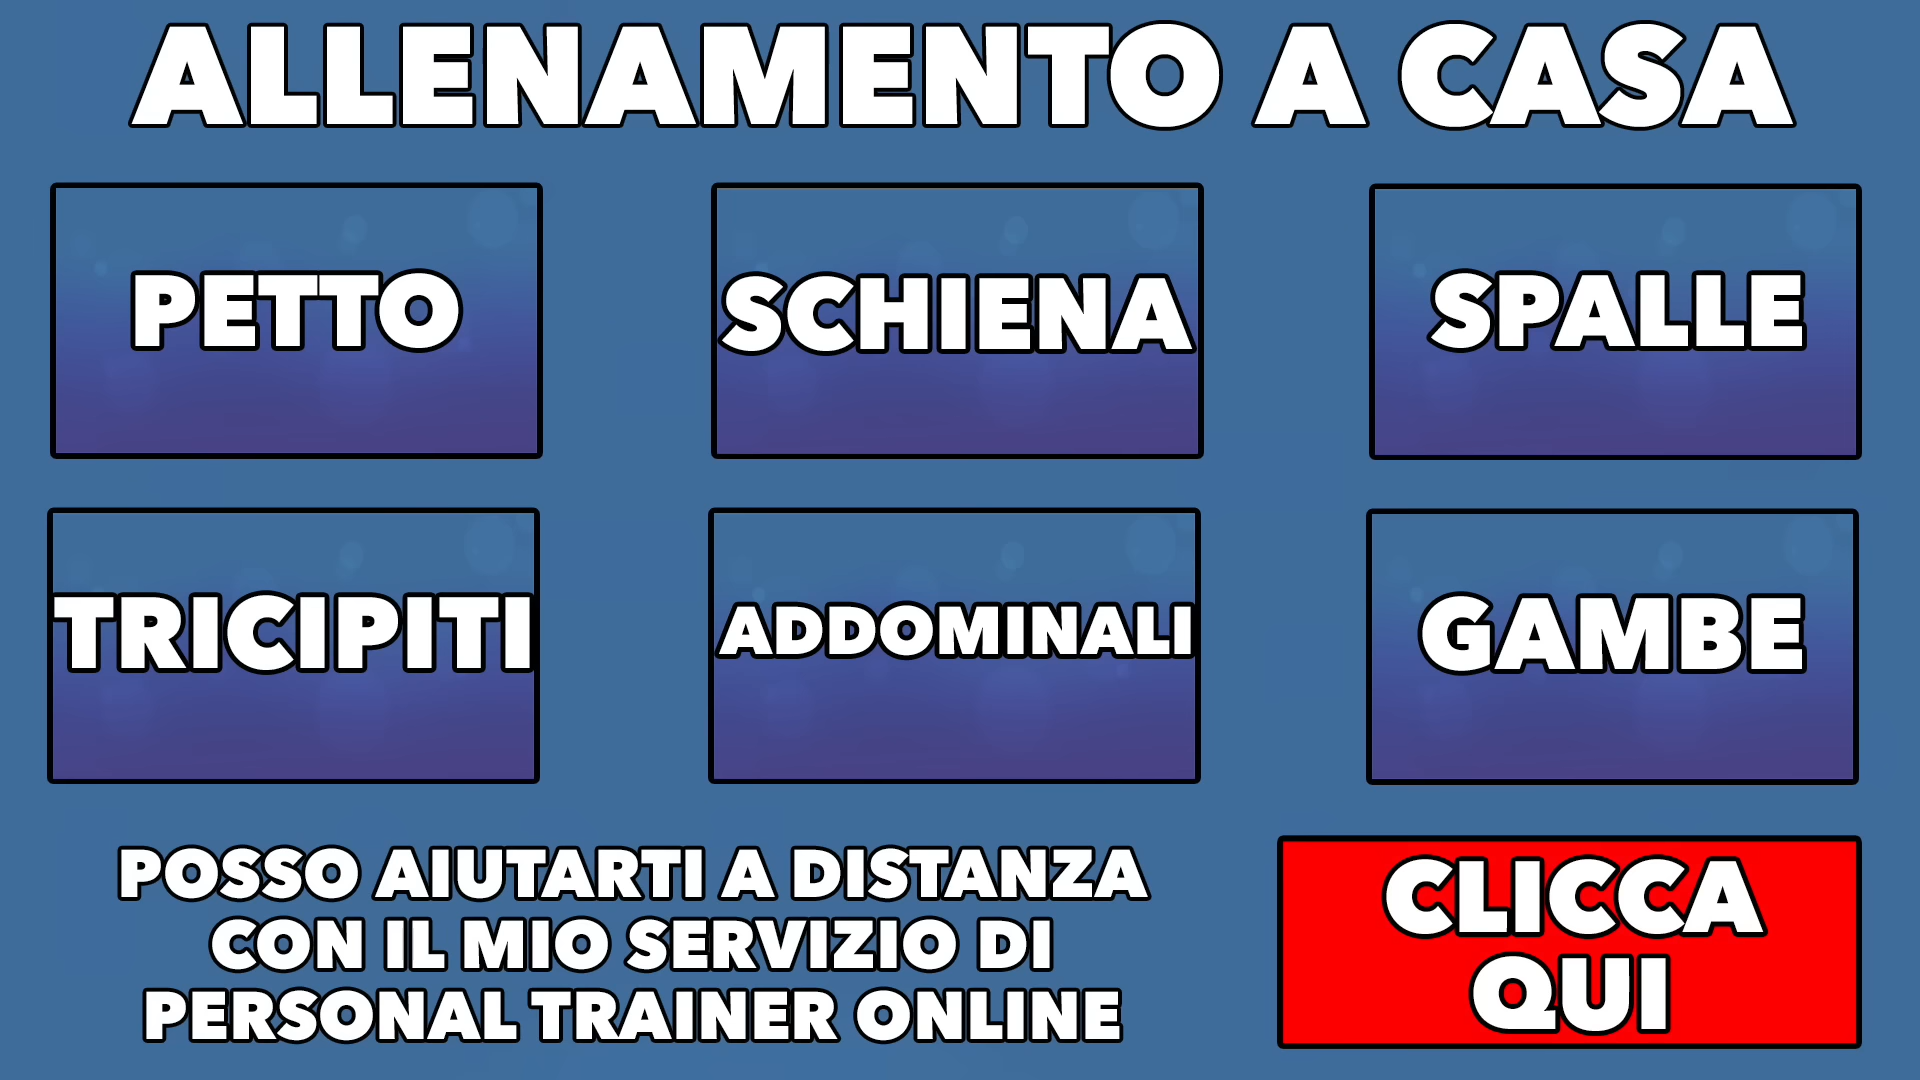 ALLENAMENTO A CASA
PETTO
SCHIENA
SPALLE
TRICIPITI
ADDOMINALI
GAMBE
POSSO AIUTARTI A DISTANZA
CON IL MIO SERVIZIO DI
PERSONAL TRAINER ONLINE
CLICCA
QUI